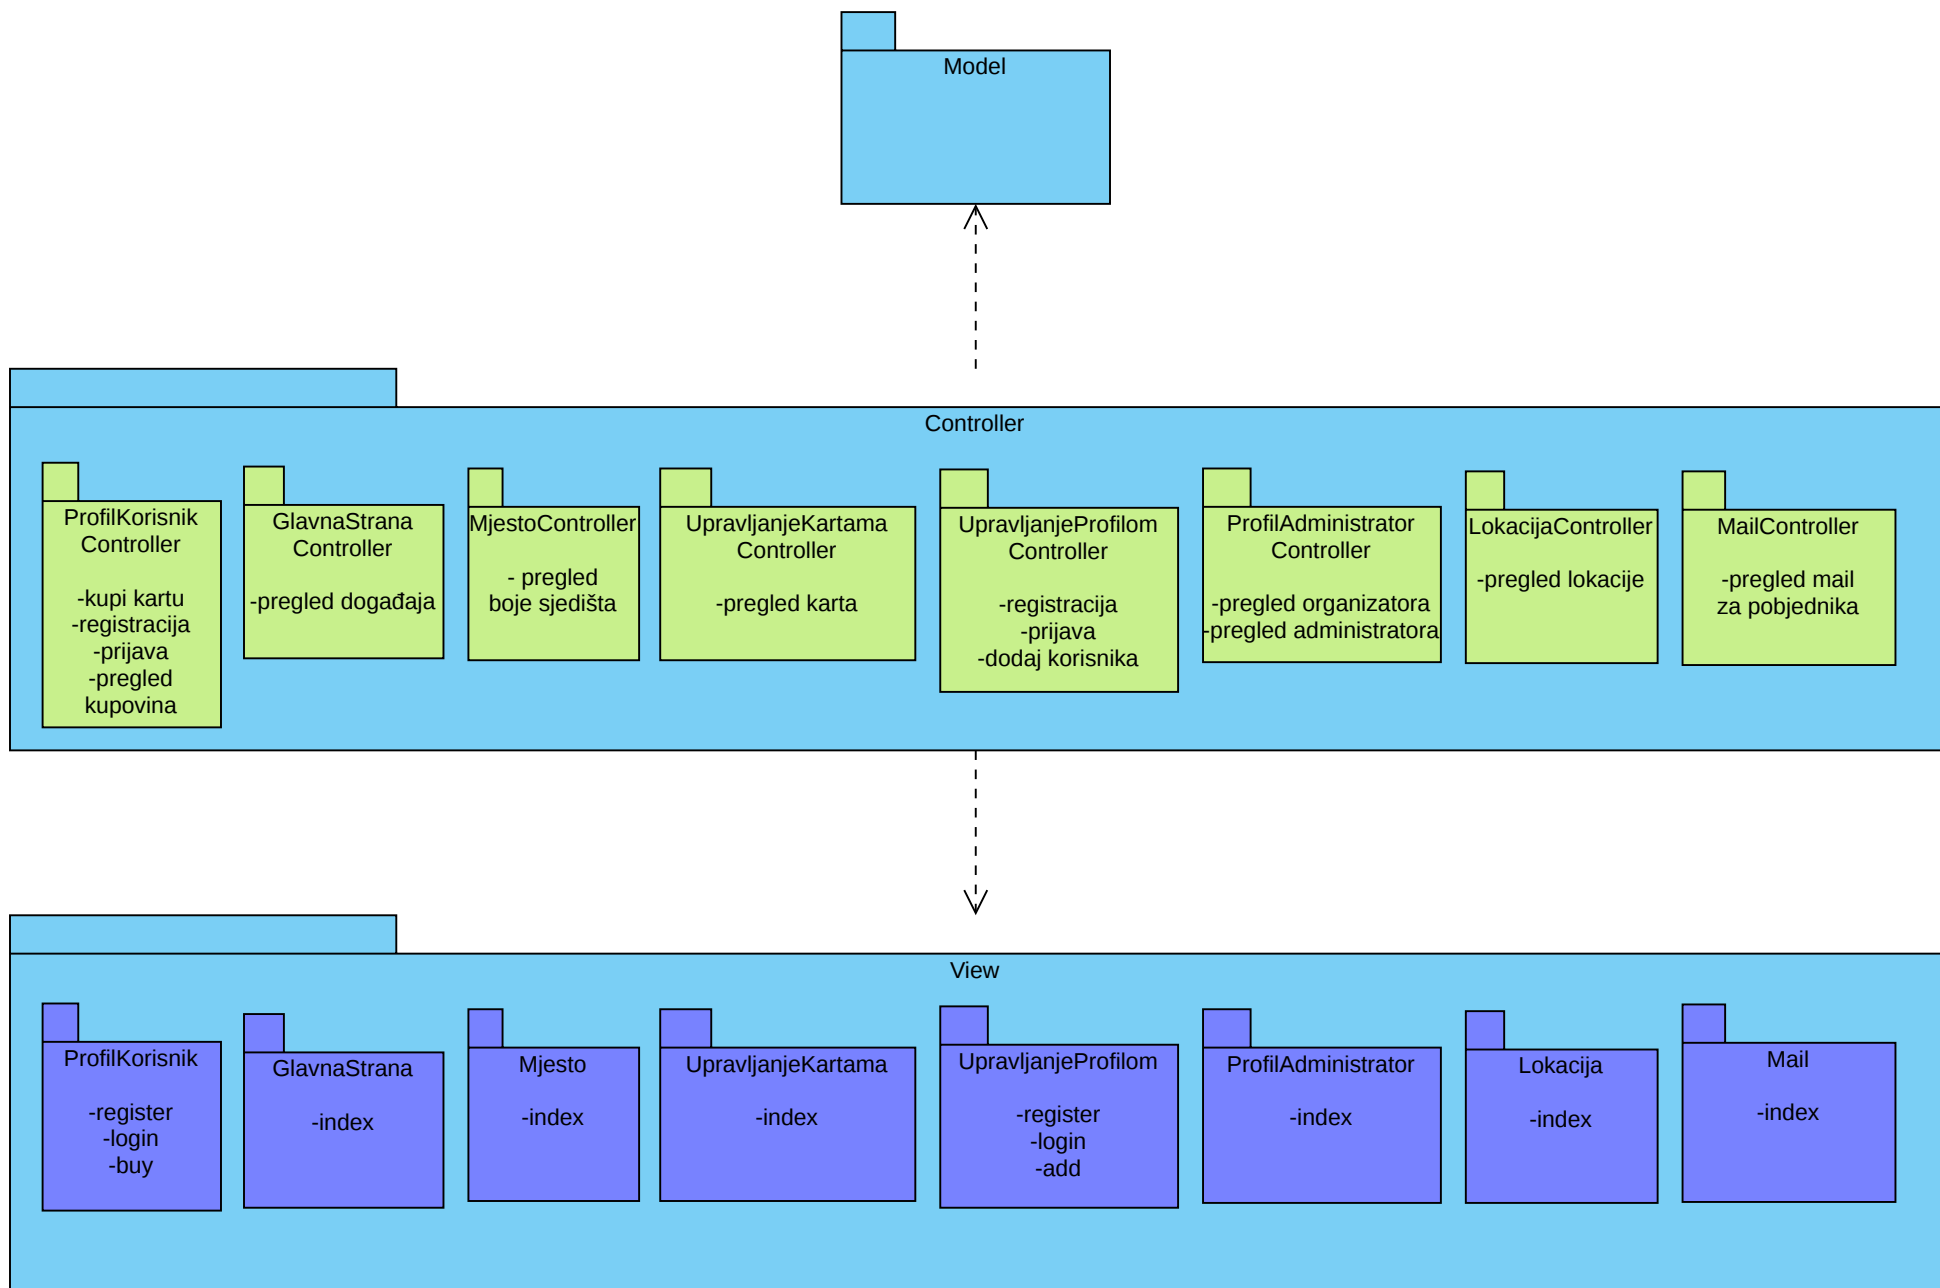 Model
Controller
ProfilKorisnik
Controller
-kupi kartu
-registracija
-prijava
-pregled
kupovina
GlavnaStrana
Controller
-pregled događaja
MjestoController
- pregled
boje sjedišta
UpravljanjeKartama
Controller
-pregled karta
UpravljanjeProfilom
Controller
-registracija
-prijava
-dodaj korisnika
ProfilAdministrator
Controller
-pregled organizatora
-pregled administratora
LokacijaController
-pregled lokacije
MailController
-pregled mail
za pobjednika
View
ProfilKorisnik
-register
-login
-buy
GlavnaStrana
-index
Mjesto
-index
UpravljanjeKartama
-index
UpravljanjeProfilom
-register
-login
-add
ProfilAdministrator
-index
Lokacija
-index
Mail
-index